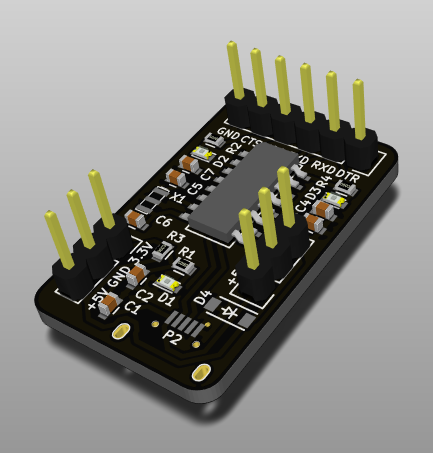 GND CTS
RXD DTR
R2
D2
C7
C5
X1
R4
D3
C4
C6
R3
R1
3.3V
GND
+5V
C2
C1
D1
D4
P2